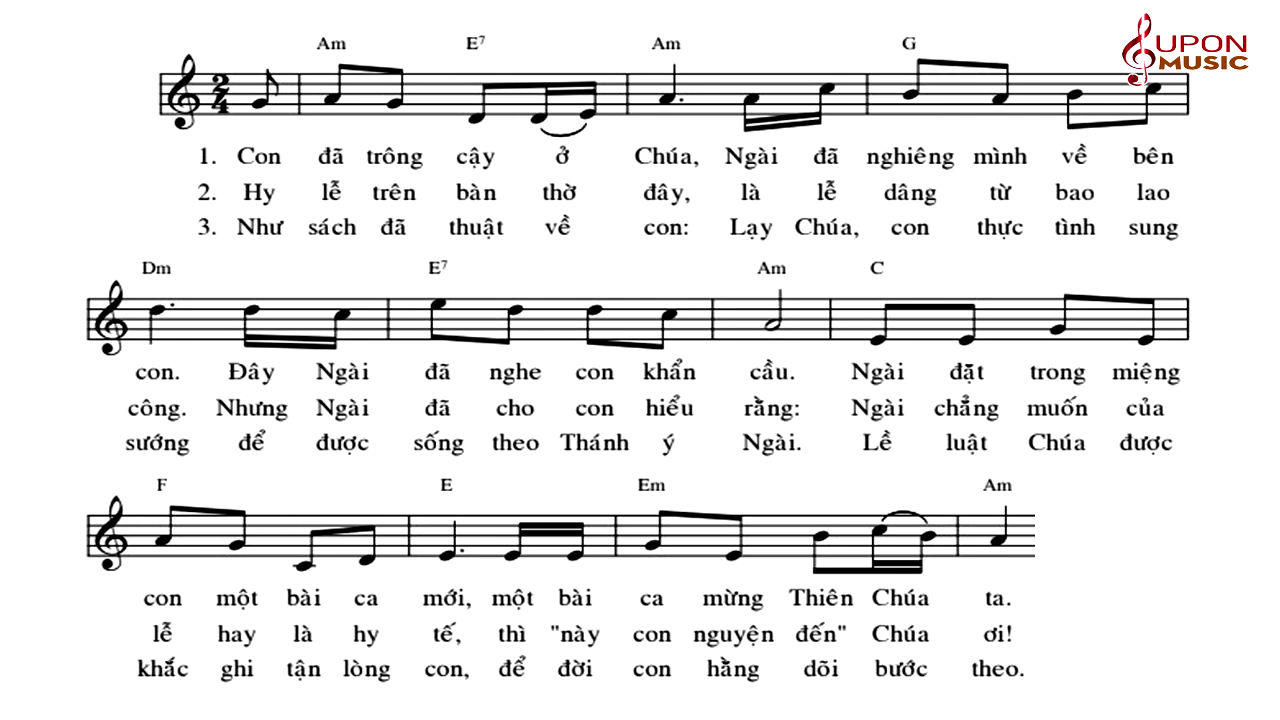 UPON
MUSIC
Am E7 Am G
1. Con đã trông cậy ở Chúa, Ngài đã nghiêng mình về bên
2. Hy lễ trên bàn thờ đây, là lễ dâng từ bao lao
3. Như sách đã thuật về con: Lạy Chúa, con thực tình sung
Dm E7 Am C
con. Đây Ngài đã nghe con khẩn cầu. Ngài đặt trong miệng
công. Nhưng Ngài đã cho con hiểu rằng: Ngài chẳng muốn của
sướng để được sống theo Thánh ý Ngài. Lề luật Chúa được
F E Em Am
con một bài ca mới, một bài ca mừng Thiên Chúa ta.
lễ hay là hy tế, thì "này con nguyện đến" Chúa ơi!
khắc ghi tận lòng con, để đời con hằng dõi bước theo.